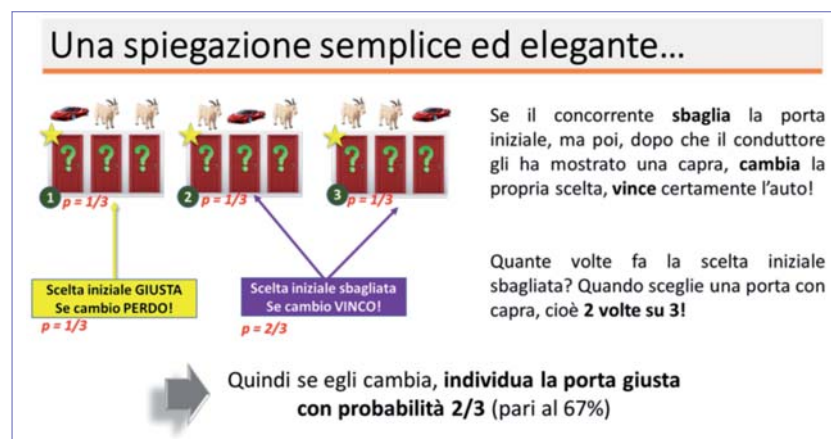 Una spiegazione semplice ed elegante...
? ? ? ? ? ? ? ? ?
1 p = 1/3 2 p = 1/3 3 p = 1/3
Scelta iniziale GIUSTA
Se cambio PERDO!
p = 1/3
Scelta iniziale sbagliata
Se cambio VINCO!
p = 2/3
Se il concorrente sbaglia la porta
iniziale, ma poi, dopo che il conduttore
gli ha mostrato una capra, cambia la
propria scelta, vince certamente l'auto!
Quante volte fa la scelta iniziale
sbagliata? Quando sceglie una porta con
capra, cioè 2 volte su 3!
Quindi se egli cambia, individua la porta giusta
con probabilità 2/3 (pari al 67%)